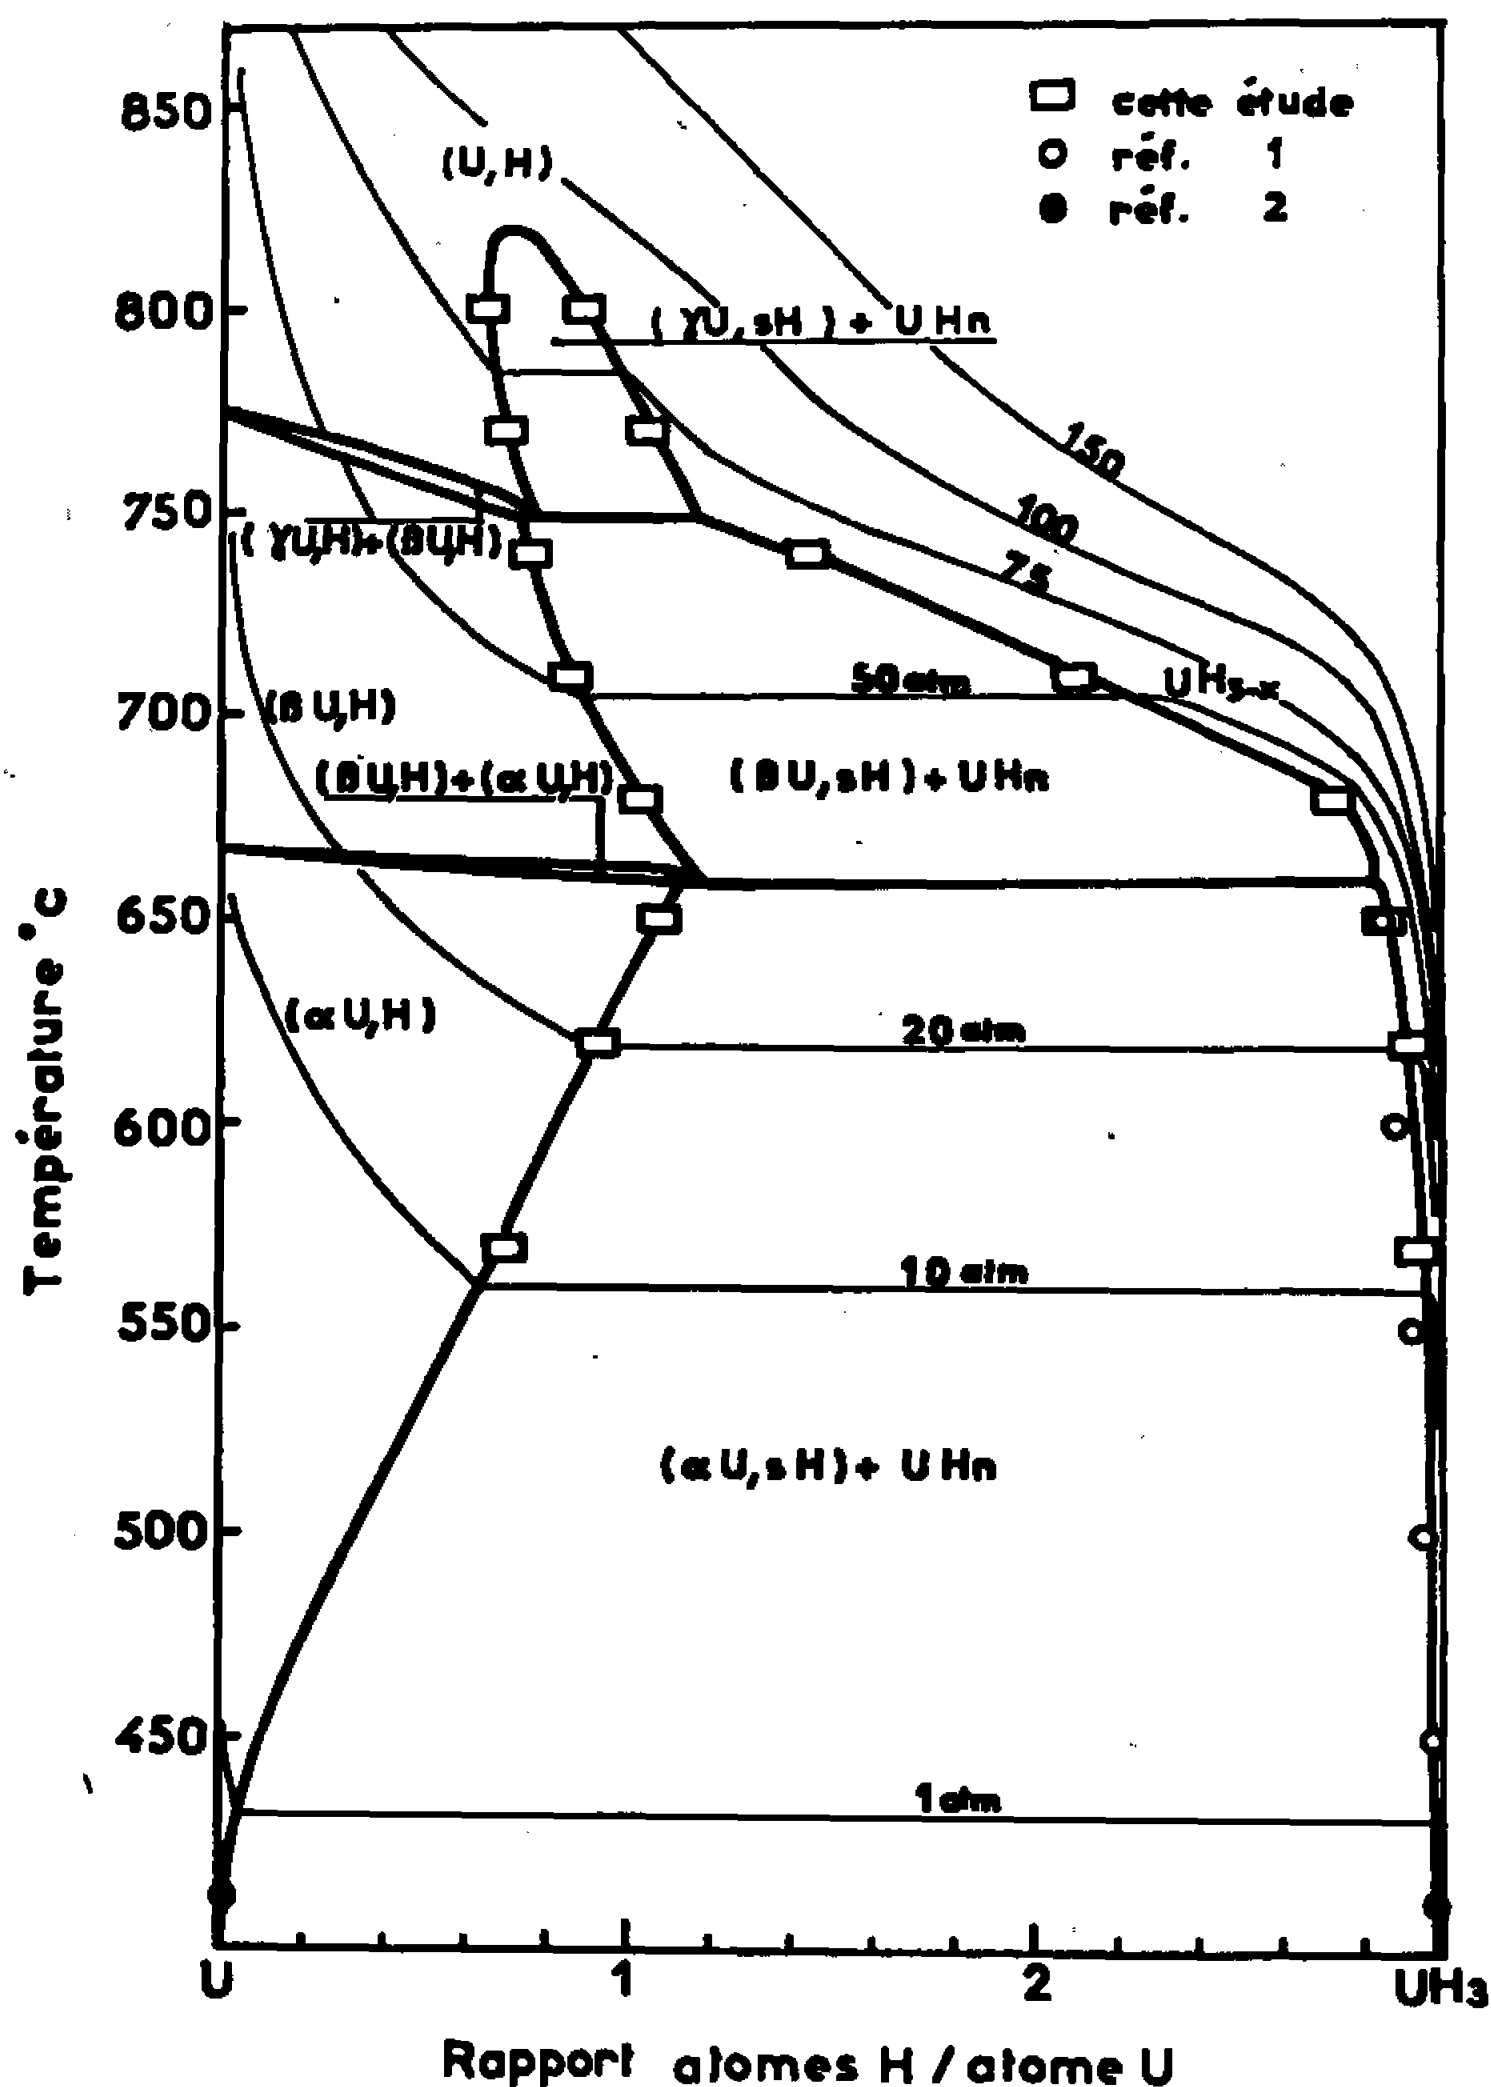 850
cette étude
réf. 1
réf. 2
(U,H)
800
(γU,sH) + UHn
150
100
75
750
(γU,H)+(βU,H)
50 atm
UH3-x
700
(βU,H)
(βU,H)+(αU,H)
(βU,sH)+UHn
650
(αU,H)
20 atm
600
10 atm
550
(αU,sH)+ UHn
500
450
1 atm
U
1
2
UH3
Température °c
Rapport atomes H / atome U